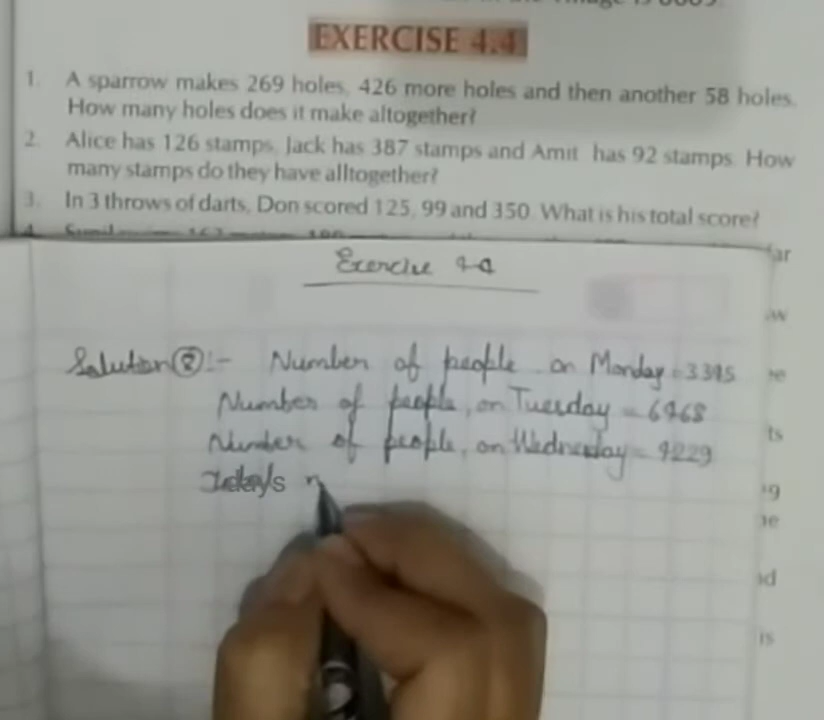 EXERCISE 4.4
1. A sparrow makes 269 holes, 426 more holes and then another 58 holes.
How many holes does it make altogether?
2. Alice has 126 stamps, Jack has 387 stamps and Amit has 92 stamps. How
many stamps do they have alltogether?
3. In 3 throws of darts, Don scored 125, 99 and 350. What is his total score?
4.
Exercise 4-4
Solution (8):- Number of people on Monday = 3395
Number of people, on Tuesday = 6468
Number of people, on Wednesday = 4229